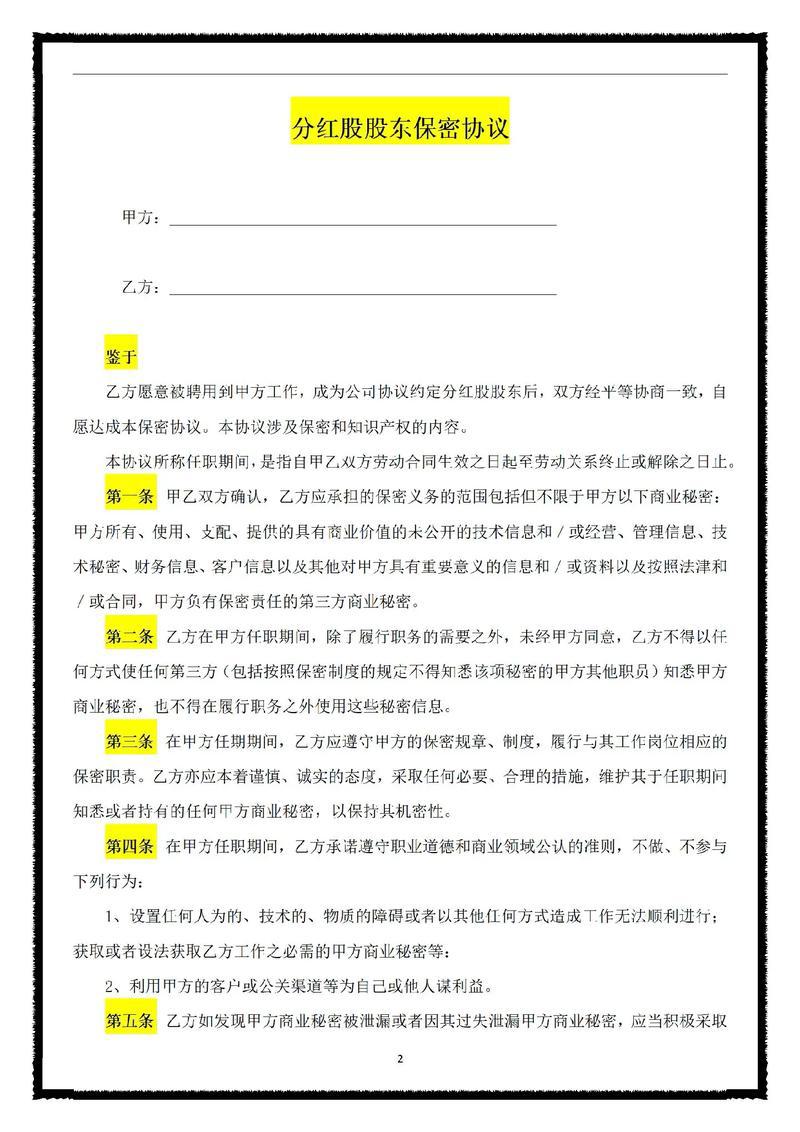 分红股股东保密协议
甲方：
乙方：
鉴于
乙方愿意被聘用到甲方工作，成为公司协议约定分红股股东后，双方经平等协商一致，自
愿达成本保密协议。本协议涉及保密和知识产权的内容。
本协议所称任职期间，是指自甲乙双方劳动合同生效之日起至劳动关系终止或解除之日止。
第一条 甲乙双方确认，乙方应承担的保密义务的范围包括但不限于甲方以下商业秘密：
甲方所有、使用、支配、提供的具有商业价值的未公开的技术信息和／或经营、管理信息、技
术秘密、财务信息、客户信息以及其他对甲方具有重要意义的信息和／或资料以及按照法律和
／或合同，甲方负有保密责任的第三方商业秘密。
第二条 乙方在甲方任职期间，除了履行职务的需要之外，未经甲方同意，乙方不得以任
何方式使任何第三方（包括按照保密制度的规定不得知悉该项秘密的甲方其他职员）知悉甲方
商业秘密，也不得在履行职务之外使用这些秘密信息。
第三条 在甲方任期期间，乙方应遵守甲方的保密规章、制度，履行与其工作岗位相应的
保密职责。乙方亦应本着谨慎、诚实的态度，采取任何必要、合理的措施，维护其于任职期间
知悉或者持有的任何甲方商业秘密，以保持其机密性。
第四条 在甲方任职期间，乙方承诺遵守职业道德和商业领域公认的准则，不做、不参与
下列行为：
1、设置任何人为的、技术的、物质的障碍或者以其他任何方式造成工作无法顺利进行；
获取或者设法获取乙方工作之必需的甲方商业秘密等：
2、利用甲方的客户或公关渠道等为自己或他人谋利益。
第五条 乙方如发现甲方商业秘密被泄漏或者因其过失泄漏甲方商业秘密，应当积极采取
2